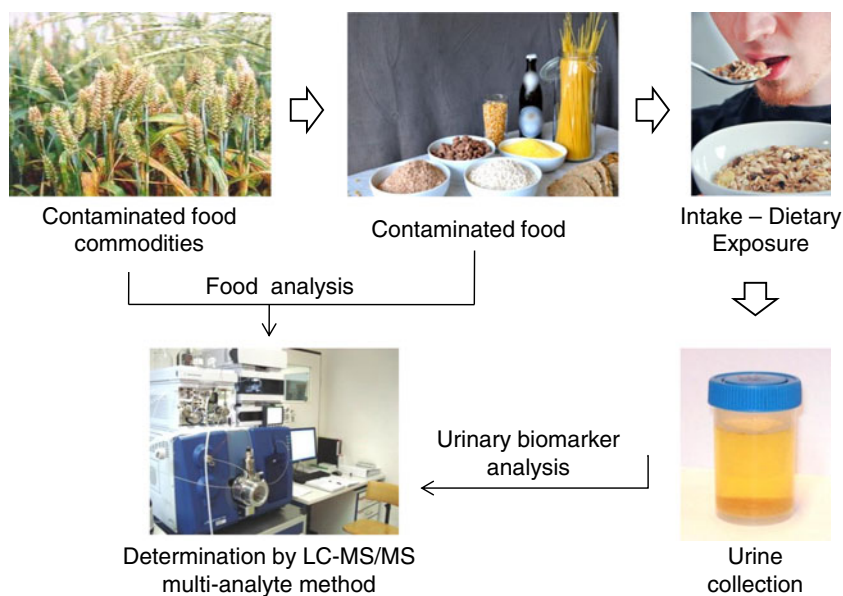 Contaminated food
commodities
Contaminated food
Intake – Dietary
Exposure
Food analysis
Urinary biomarker
analysis
Determination by LC-MS/MS
multi-analyte method
Urine
collection